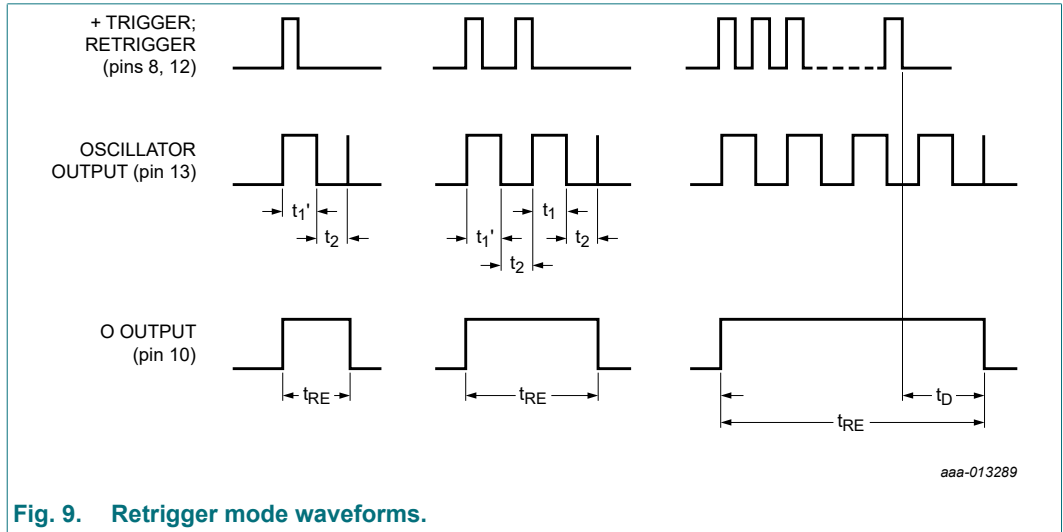 + TRIGGER;
RETRIGGER
(pins 8, 12)
OSCILLATOR
OUTPUT (pin 13)
t1'
t2
t1'
t2
t1
t2
O OUTPUT
(pin 10)
tRE
tRE
tD
tRE
aaa-013289
Fig. 9. Retrigger mode waveforms.